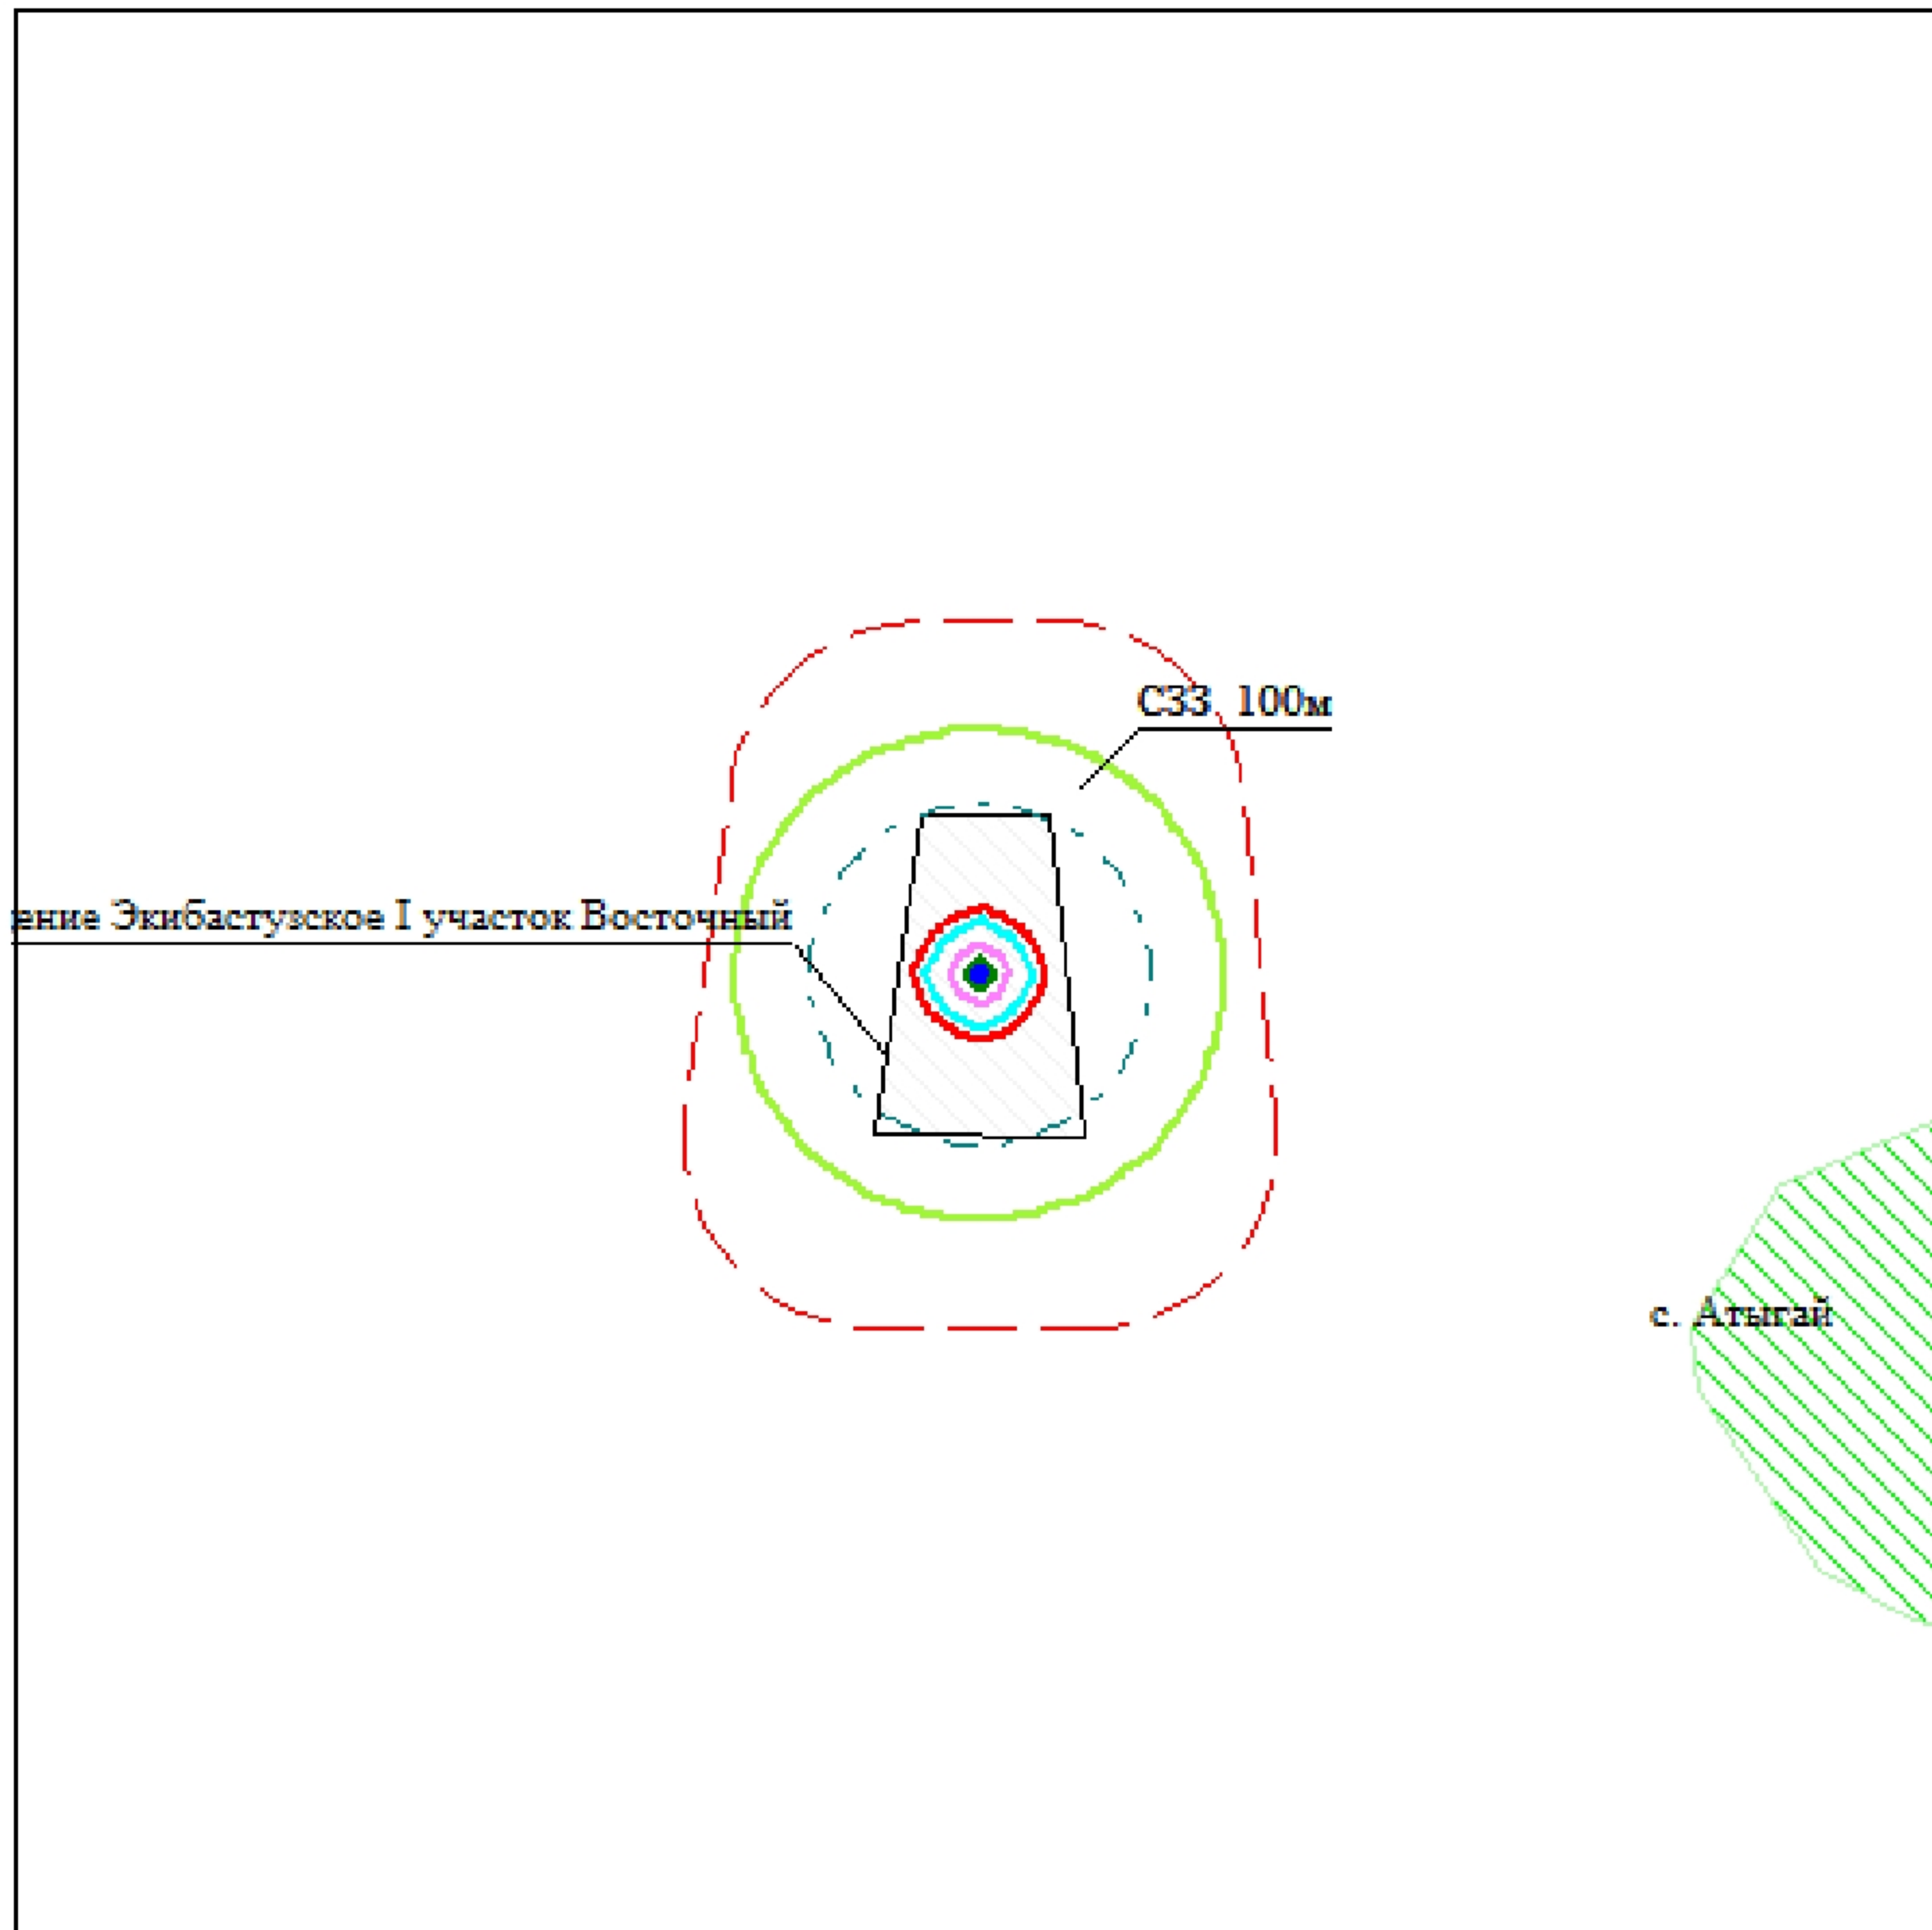 СЗЗ, 100м
ение Экибастузское I участок Восточный
с. Атыгай